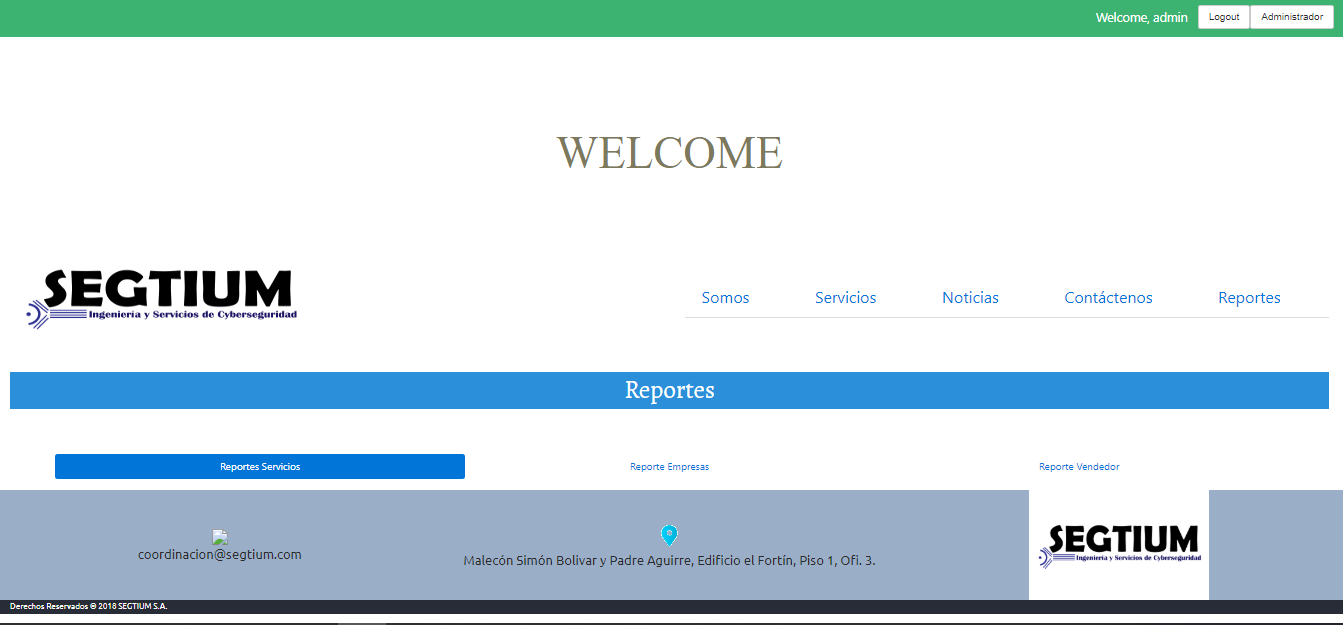 Welcome, admin Logout Administrador
WELCOME
SEGTIUM
Ingeniería y Servicios de Cyberseguridad
Somos Servicios Noticias Contáctenos Reportes
Reportes
Reportes Servicios Reporte Empresas Reporte Vendedor
coordinacion@segtium.com
Malecón Simón Bolivar y Padre Aguirre, Edificio el Fortín, Piso 1, Ofi. 3.
SEGTIUM
Ingeniería y Servicios de Cyberseguridad
Derechos Reservados © 2018 SEGTIUM S.A.